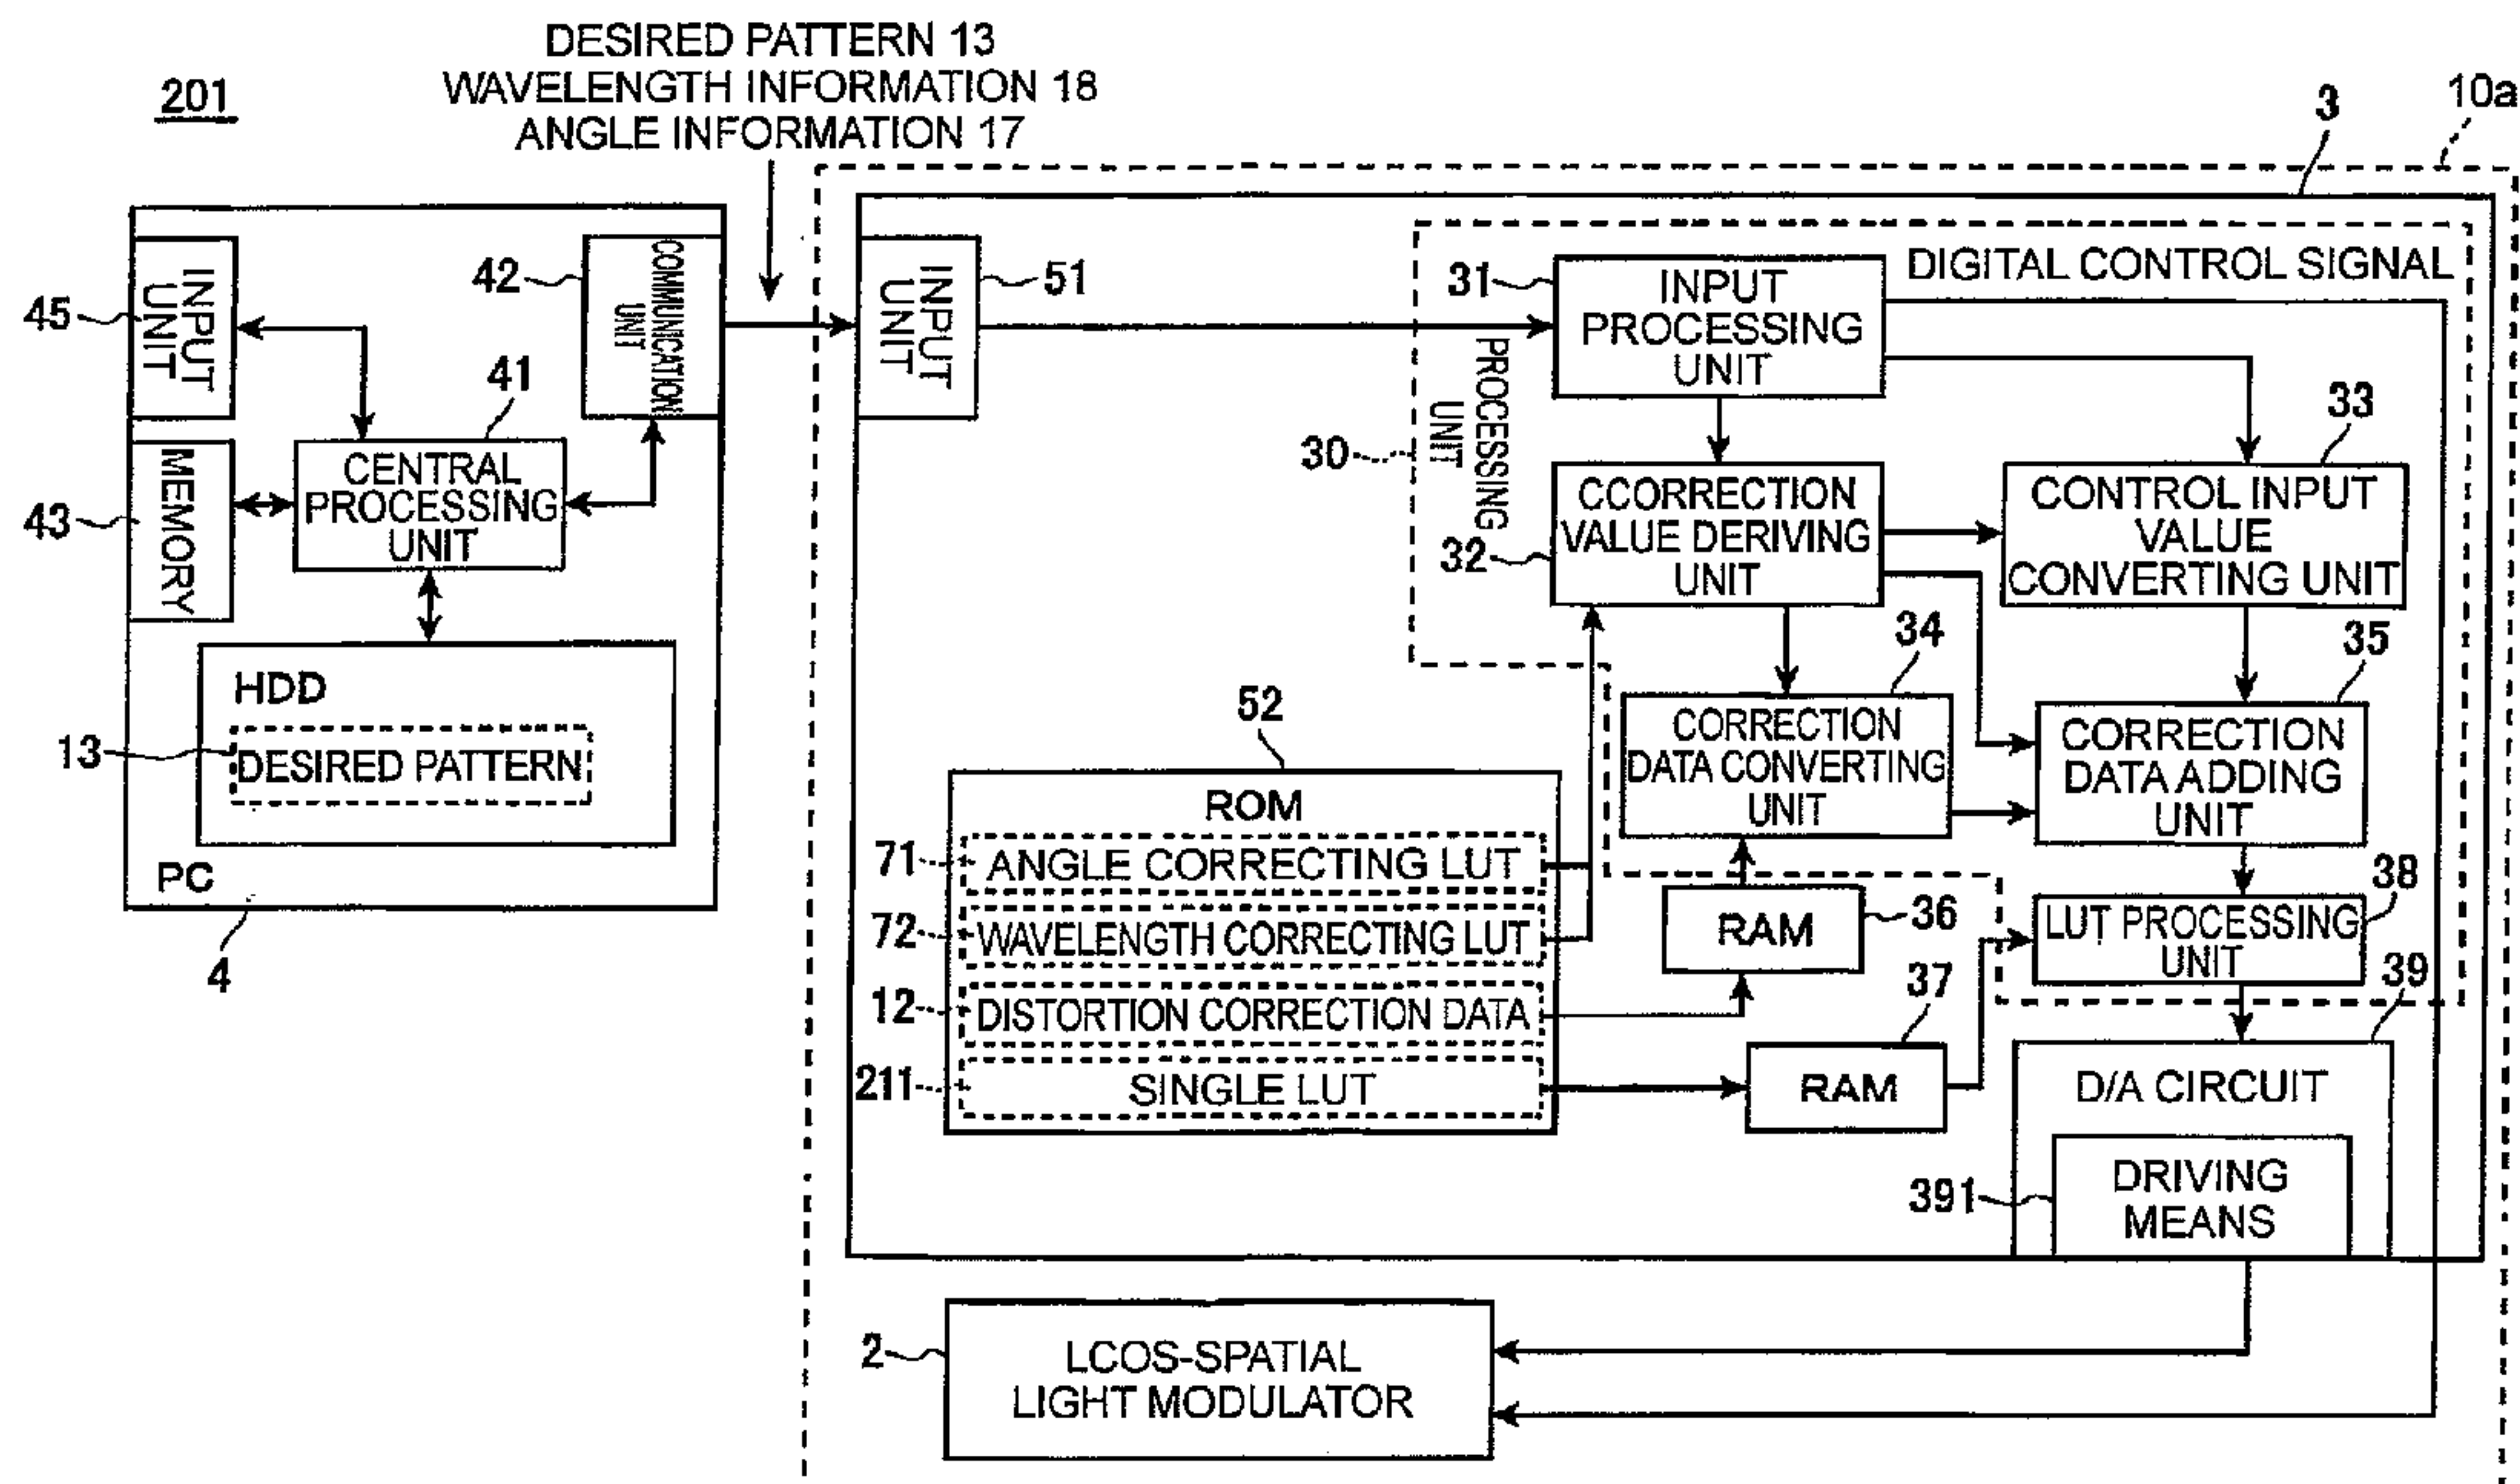 DESIRED PATTERN 13
WAVELENGTH INFORMATION 18
ANGLE INFORMATION 17
201
10a
3
45
INPUT
UNIT
42
COMMUNICATION
UNIT
41
CENTRAL
PROCESSING
UNIT
43
MEMORY
HDD
13
DESIRED PATTERN
PC
4
INPUT
UNIT
51
30
PROCESSING
UNIT
31
INPUT
PROCESSING
UNIT
DIGITAL CONTROL SIGNAL
32
CCORRECTION
VALUE DERIVING
UNIT
33
CONTROL INPUT
VALUE
CONVERTING UNIT
34
CORRECTION
DATA CONVERTING
UNIT
35
CORRECTION
DATA ADDING
UNIT
52
ROM
71
ANGLE CORRECTING LUT
72
WAVELENGTH CORRECTING LUT
12
DISTORTION CORRECTION DATA
211
SINGLE LUT
RAM
36
RAM
37
LUT PROCESSING
UNIT
38
39
D/A CIRCUIT
391
DRIVING
MEANS
2
LCOS-SPATIAL
LIGHT MODULATOR